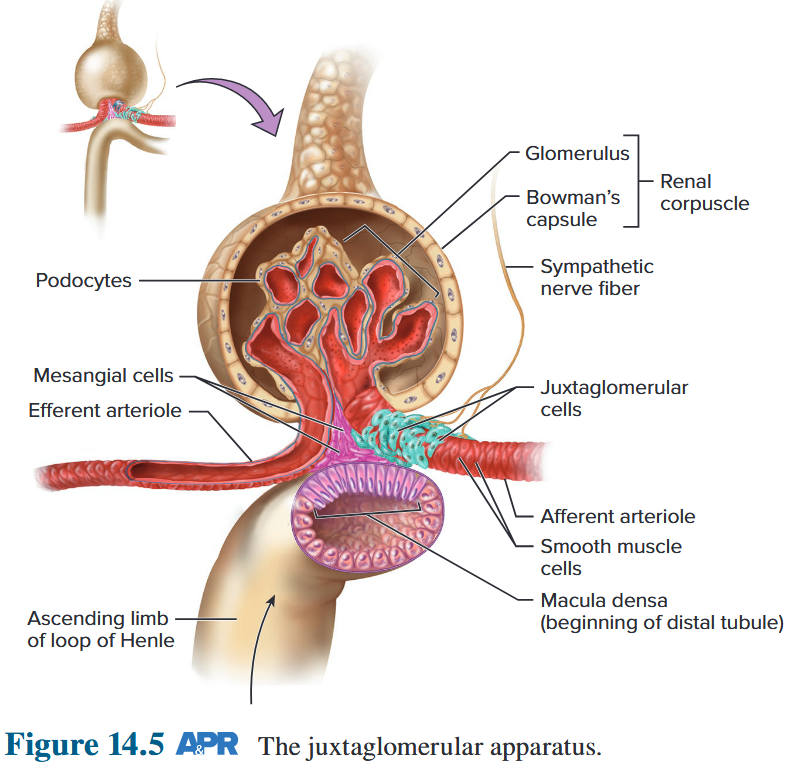 Glomerulus
Bowman's
capsule
Renal
corpuscle
Podocytes
Sympathetic
nerve fiber
Mesangial cells
Efferent arteriole
Juxtaglomerular
cells
Afferent arteriole
Smooth muscle
cells
Macula densa
(beginning of distal tubule)
Ascending limb
of loop of Henle
Figure 14.5 A&PR The juxtaglomerular apparatus.